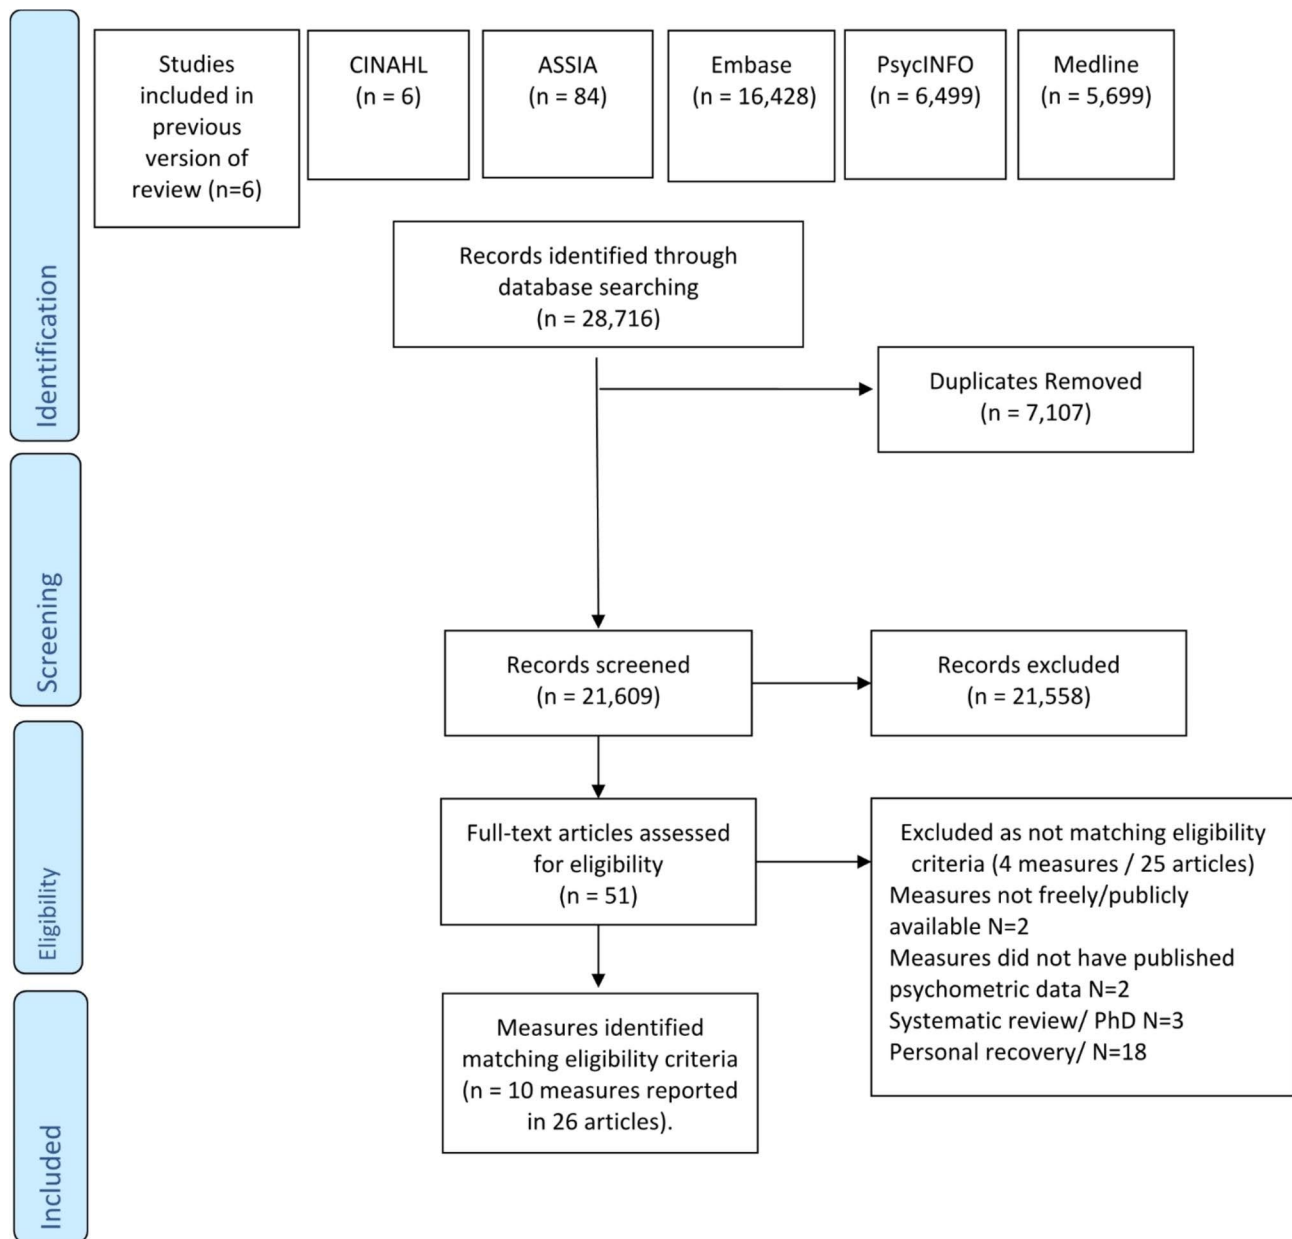 Studies
included in
previous
version of
review (n=6)
CINAHL
(n = 6)
ASSIA
(n = 84)
Embase
(n = 16,428)
PsycINFO
(n = 6,499)
Medline
(n = 5,699)
Identification
Records identified through
database searching
(n = 28,716)
Duplicates Removed
(n = 7,107)
Screening
Records screened
(n = 21,609)
Records excluded
(n = 21,558)
Eligibility
Full-text articles assessed
for eligibility
(n = 51)
Excluded as not matching eligibility
criteria (4 measures / 25 articles)
Measures not freely/publicly
available N=2
Measures did not have published
psychometric data N=2
Systematic review/ PhD N=3
Personal recovery/ N=18
Included
Measures identified
matching eligibility criteria
(n = 10 measures reported
in 26 articles).